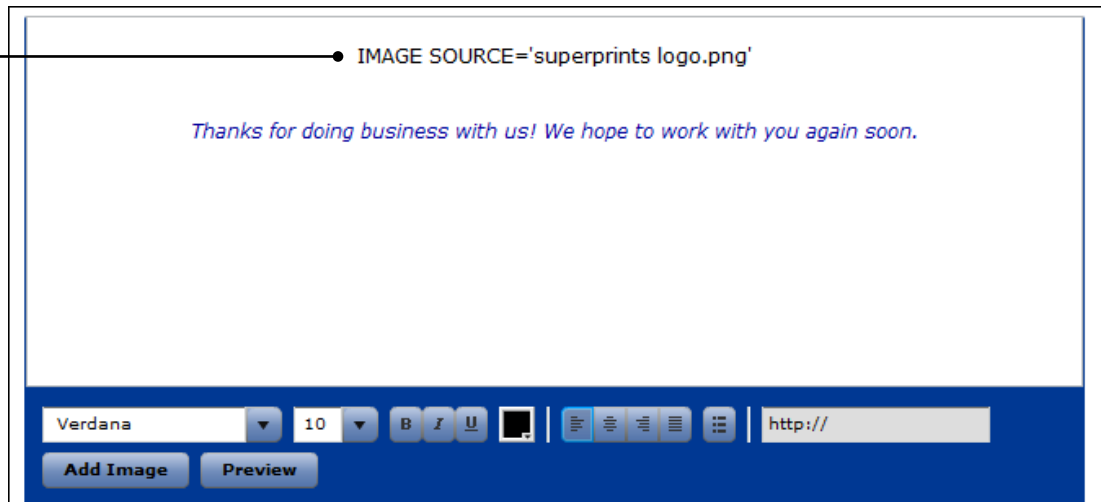 IMAGE SOURCE='superprints logo.png'
Thanks for doing business with us! We hope to work with you again soon.
Verdana 10 B I U http://
Add Image Preview